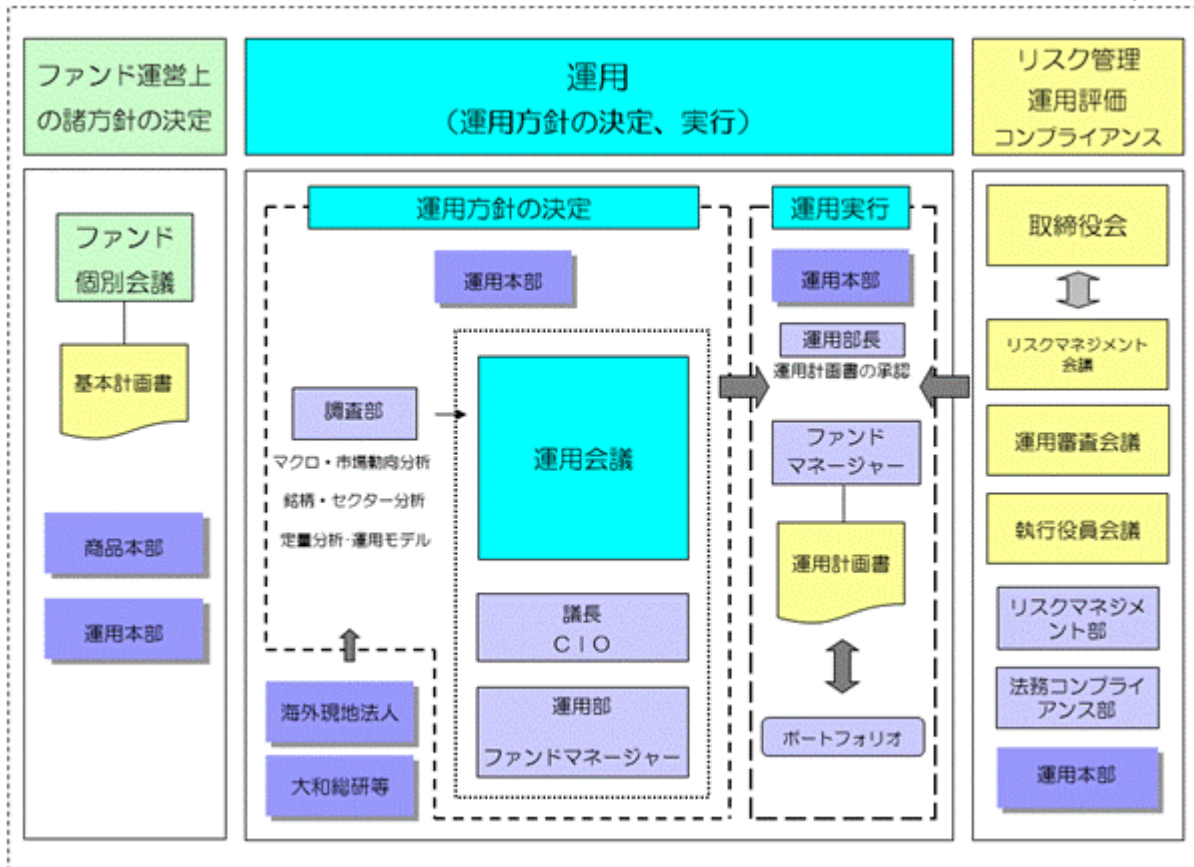 ファンド運営上
の諸方針の決定
運用
（運用方針の決定、実行）
リスク管理
運用評価
コンプライアンス
ファンド
個別会議
基本計画書
商品本部
運用本部
運用方針の決定
運用本部
調査部
マクロ・市場動向分析
銘柄・セクター分析
定量分析・運用モデル
運用会議
議長
ＣＩＯ
運用部
ファンドマネージャー
海外現地法人
大和総研等
運用実行
運用本部
運用部長
運用計画書の承認
ファンド
マネージャー
運用計画書
ポートフォリオ
取締役会
リスクマネジメント
会議
運用審査会議
執行役員会議
リスクマネジメ
ント部
法務コンプライ
アンス部
運用本部